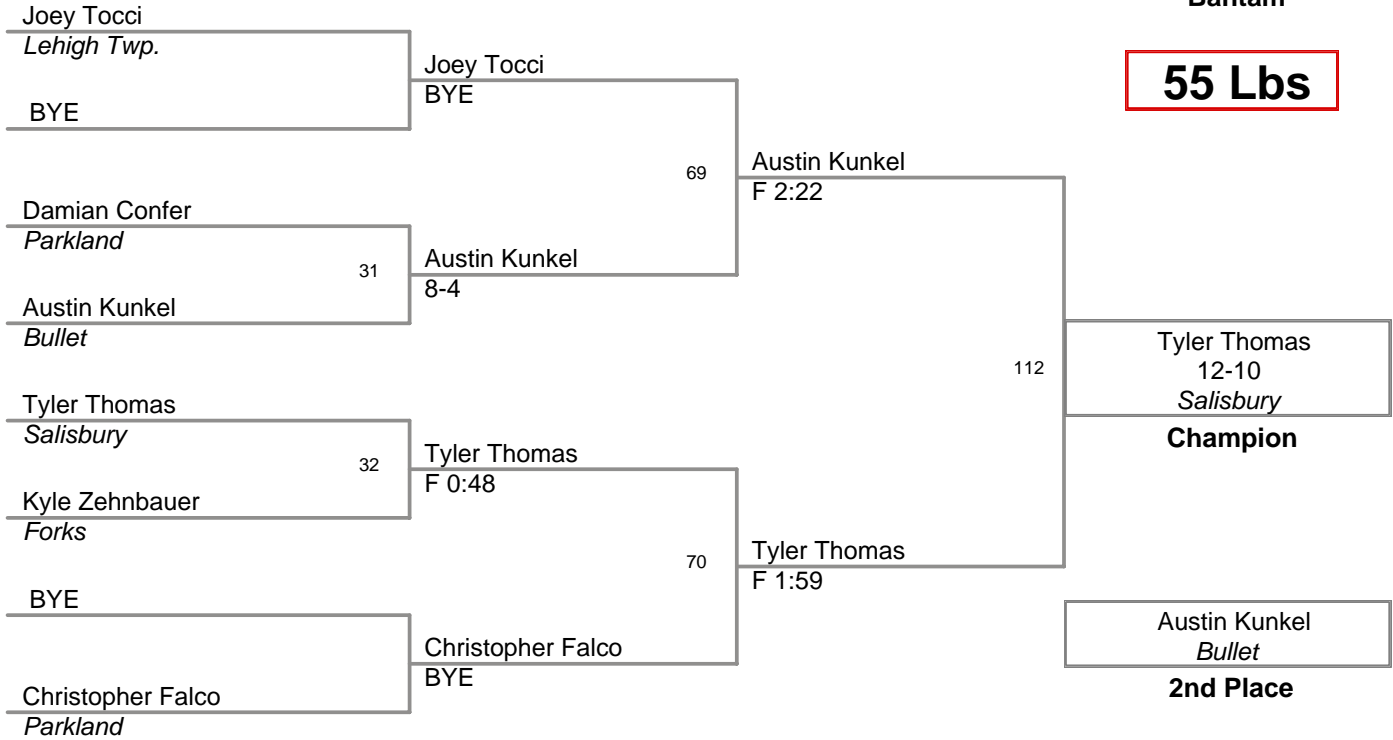 Bantam
55 Lbs
Joey Tocci
Lehigh Twp.
BYE
Damian Confer
Parkland
31
Austin Kunkel
Bullet
Tyler Thomas
Salisbury
32
Kyle Zehnbauer
Forks
BYE
Christopher Falco
Parkland
Joey Tocci
BYE
69
Austin Kunkel
8-4
Tyler Thomas
F 0:48
70
Christopher Falco
BYE
Austin Kunkel
F 2:22
112
Tyler Thomas
F 1:59
Tyler Thomas
12-10
Salisbury
Champion
Austin Kunkel
Bullet
2nd Place